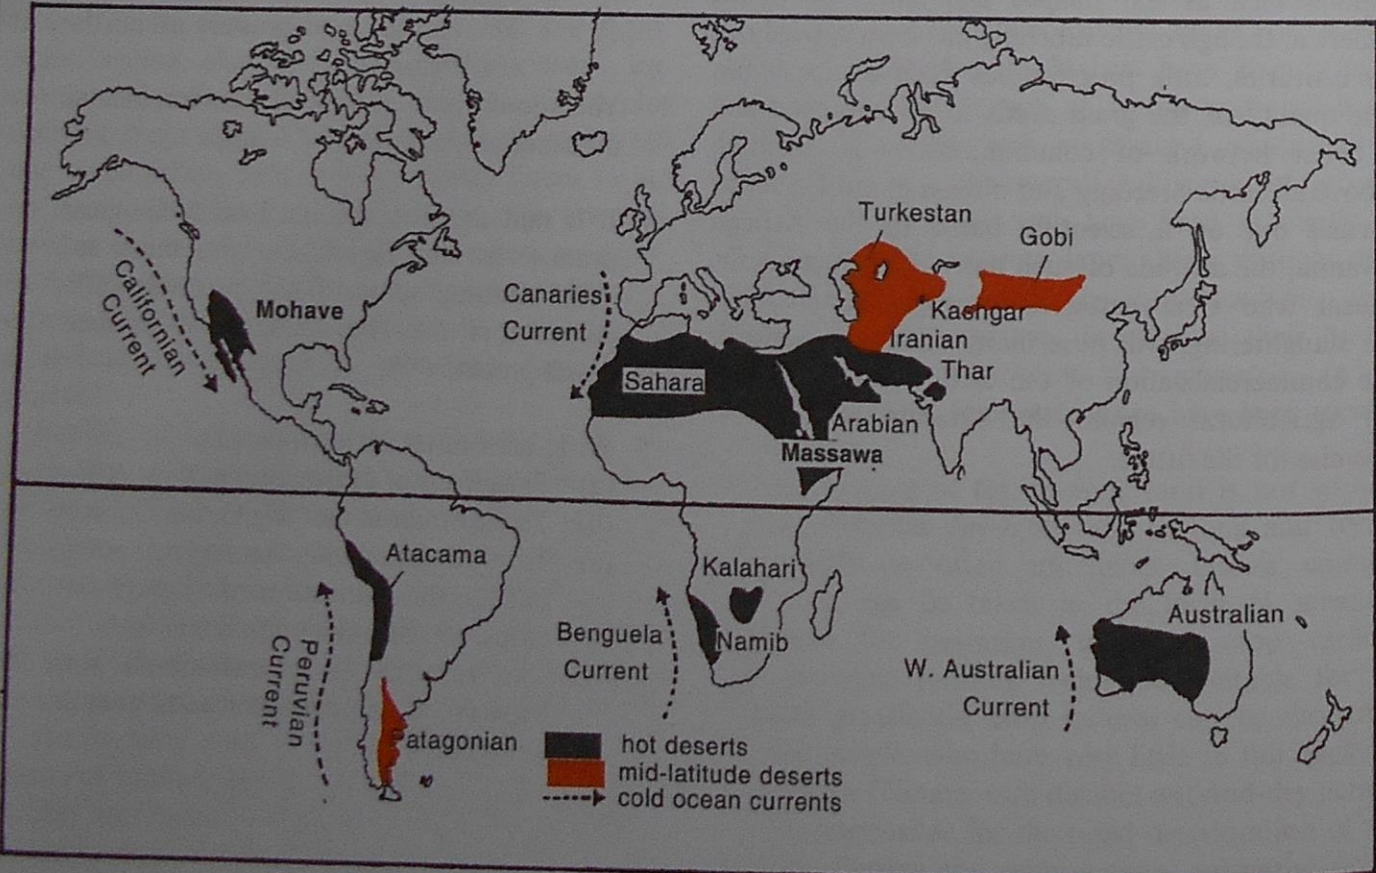 Turkestan
Gobi
Californian
Current
Mohave
Canaries
Current
Kashgar
Iranian
Sahara
Thar
Arabian
Massawa
Atacama
Kalahari
Australian
Benguela
Current
Namib
Peruvian
Current
W. Australian
Current
Patagonian
hot deserts
mid-latitude deserts
cold ocean currents